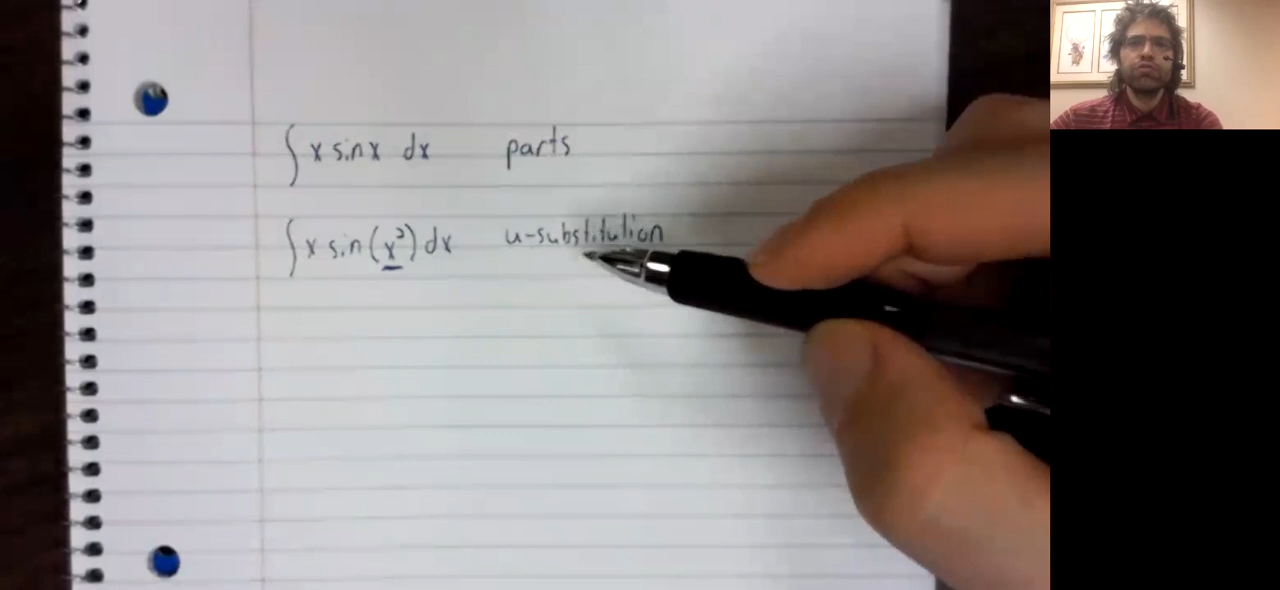 ∫ x sin x dx parts
∫ x sin(x²) dx u-substitution